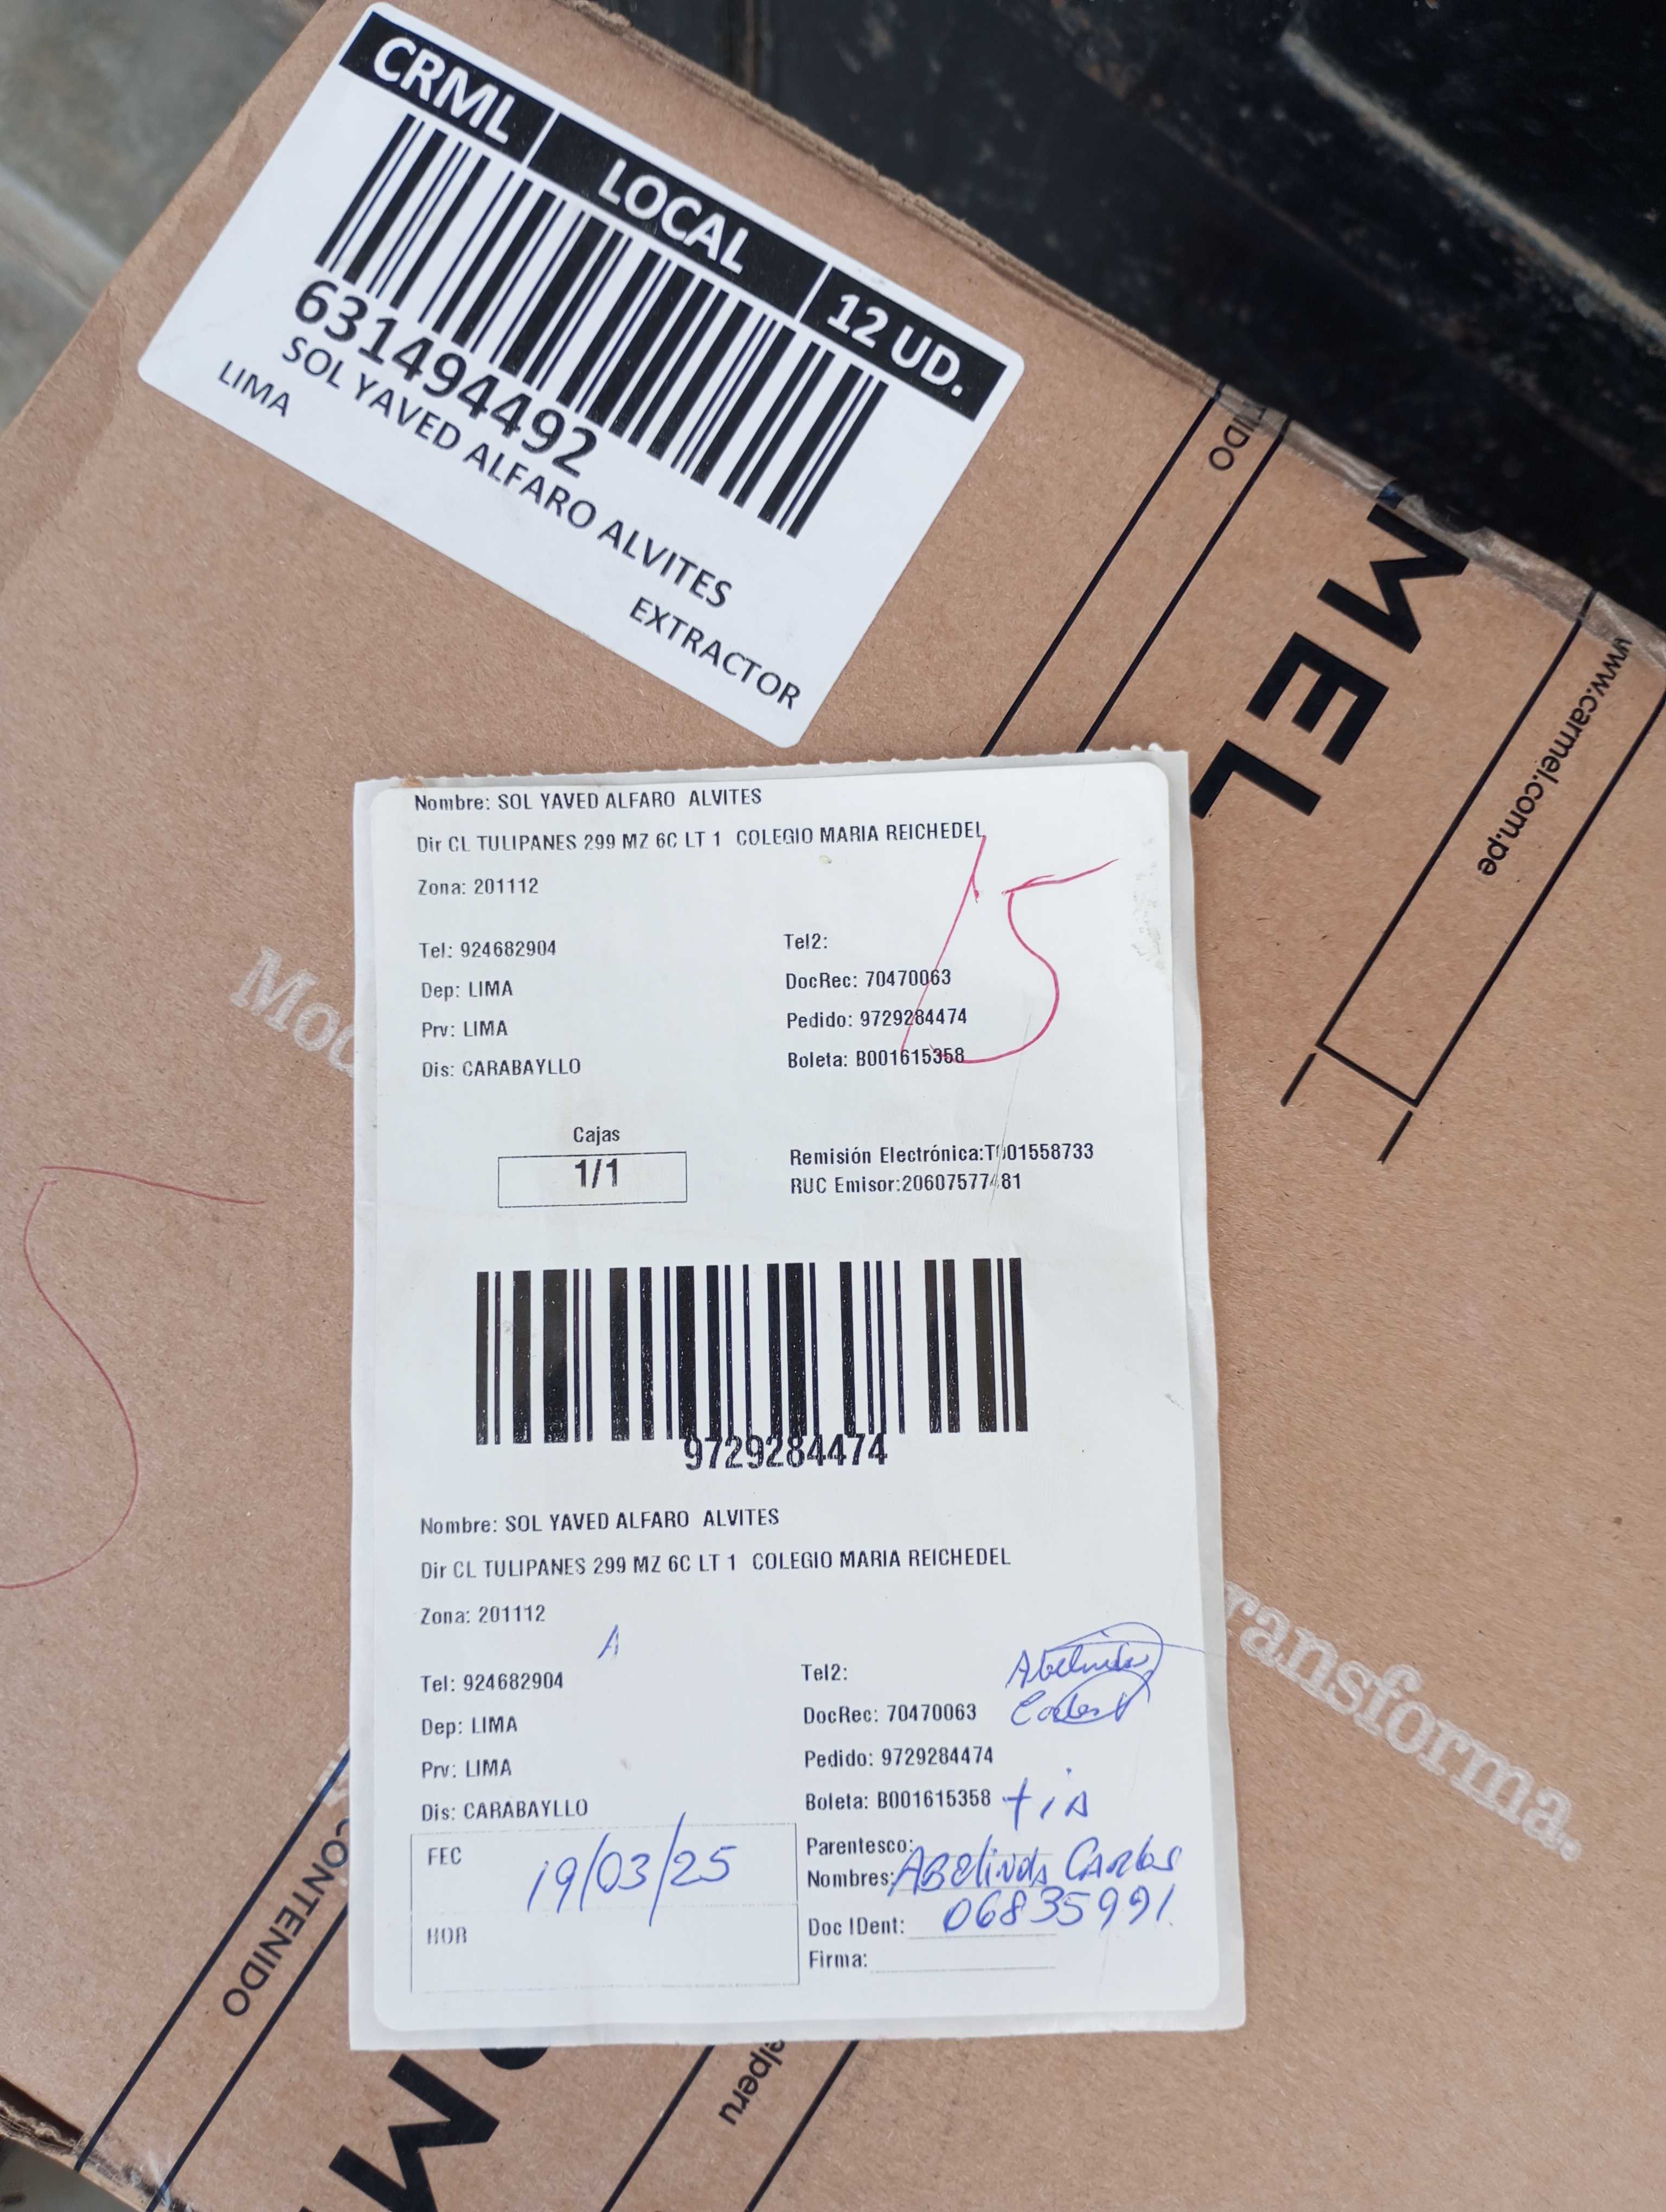 CRML LOCAL 12 UD.
631494492
SOL YAVED ALFARO ALVITES
LIMA
EXTRACTOR
MEL
www.carmel.com.pe
Nombre: SOL YAVED ALFARO ALVITES
Dir CL TULIPANES 299 MZ 6C LT 1 COLEGIO MARIA REICHEDEL
Zona: 201112
15
Tel: 924682904 Tel2:
Dep: LIMA DocRec: 70470063
Prv: LIMA Pedido: 9729284474
Dis: CARABAYLLO Boleta: B001615358
Cajas
1/1
Remisión Electrónica:T001558733
RUC Emisor:20607577481
9729284474
Nombre: SOL YAVED ALFARO ALVITES
Dir CL TULIPANES 299 MZ 6C LT 1 COLEGIO MARIA REICHEDEL
Zona: 201112
A
Tel: 924682904 Tel2:
Dep: LIMA DocRec: 70470063
Prv: LIMA Pedido: 9729284474
Dis: CARABAYLLO Boleta: B001615358
tia
FEC 19/03/25
HOR
Parentesco:
Nombres: Abelinda Carlos
Doc IDent: 06835991
Firma:
ransforma.
CONTENIDO
elperu